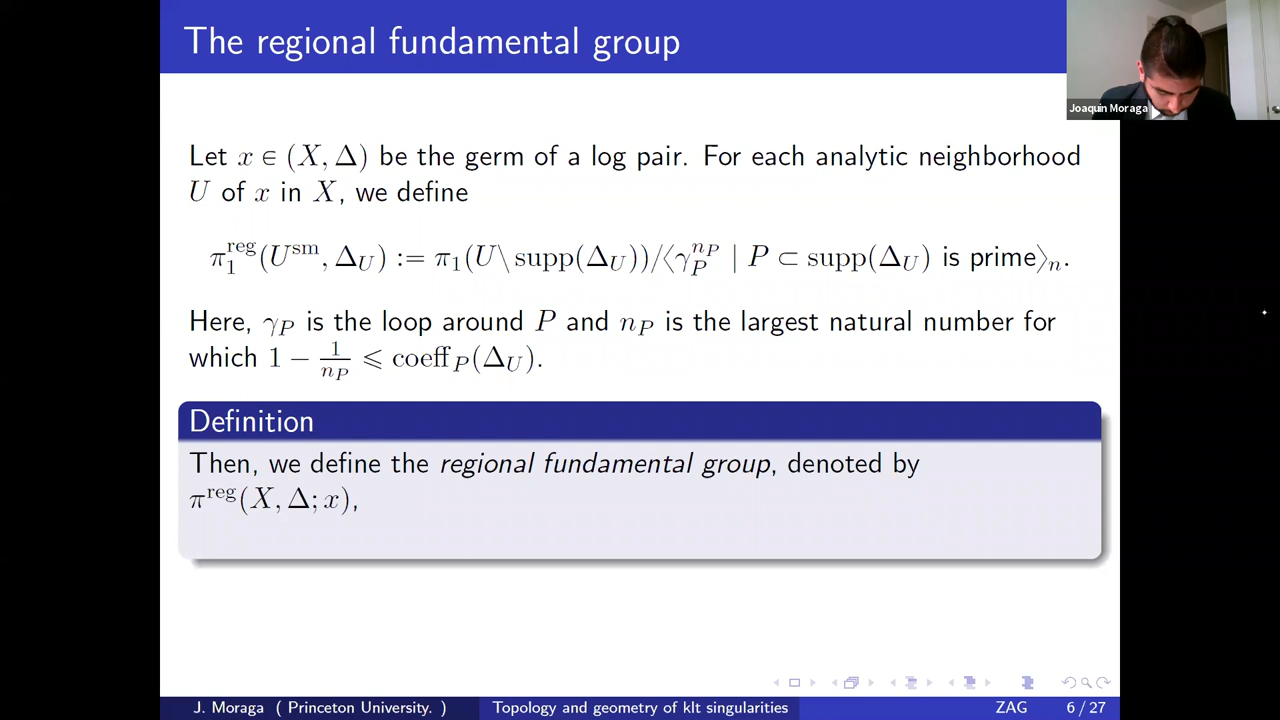 The regional fundamental group
Joaquin Moraga
Let x ∈ (X, Δ) be the germ of a log pair. For each analytic neighborhood
U of x in X, we define
π₁^reg(U^sm, Δ_U) := π₁(U\ supp(Δ_U))/⟨γ_P^{n_P} | P ⊂ supp(Δ_U) is prime⟩_n.
Here, γ_P is the loop around P and n_P is the largest natural number for
which 1 − 1/n_P ⩽ coeff_P(Δ_U).
Definition
Then, we define the regional fundamental group, denoted by
π^reg(X, Δ; x),
J. Moraga ( Princeton University. ) Topology and geometry of klt singularities ZAG 6 / 27